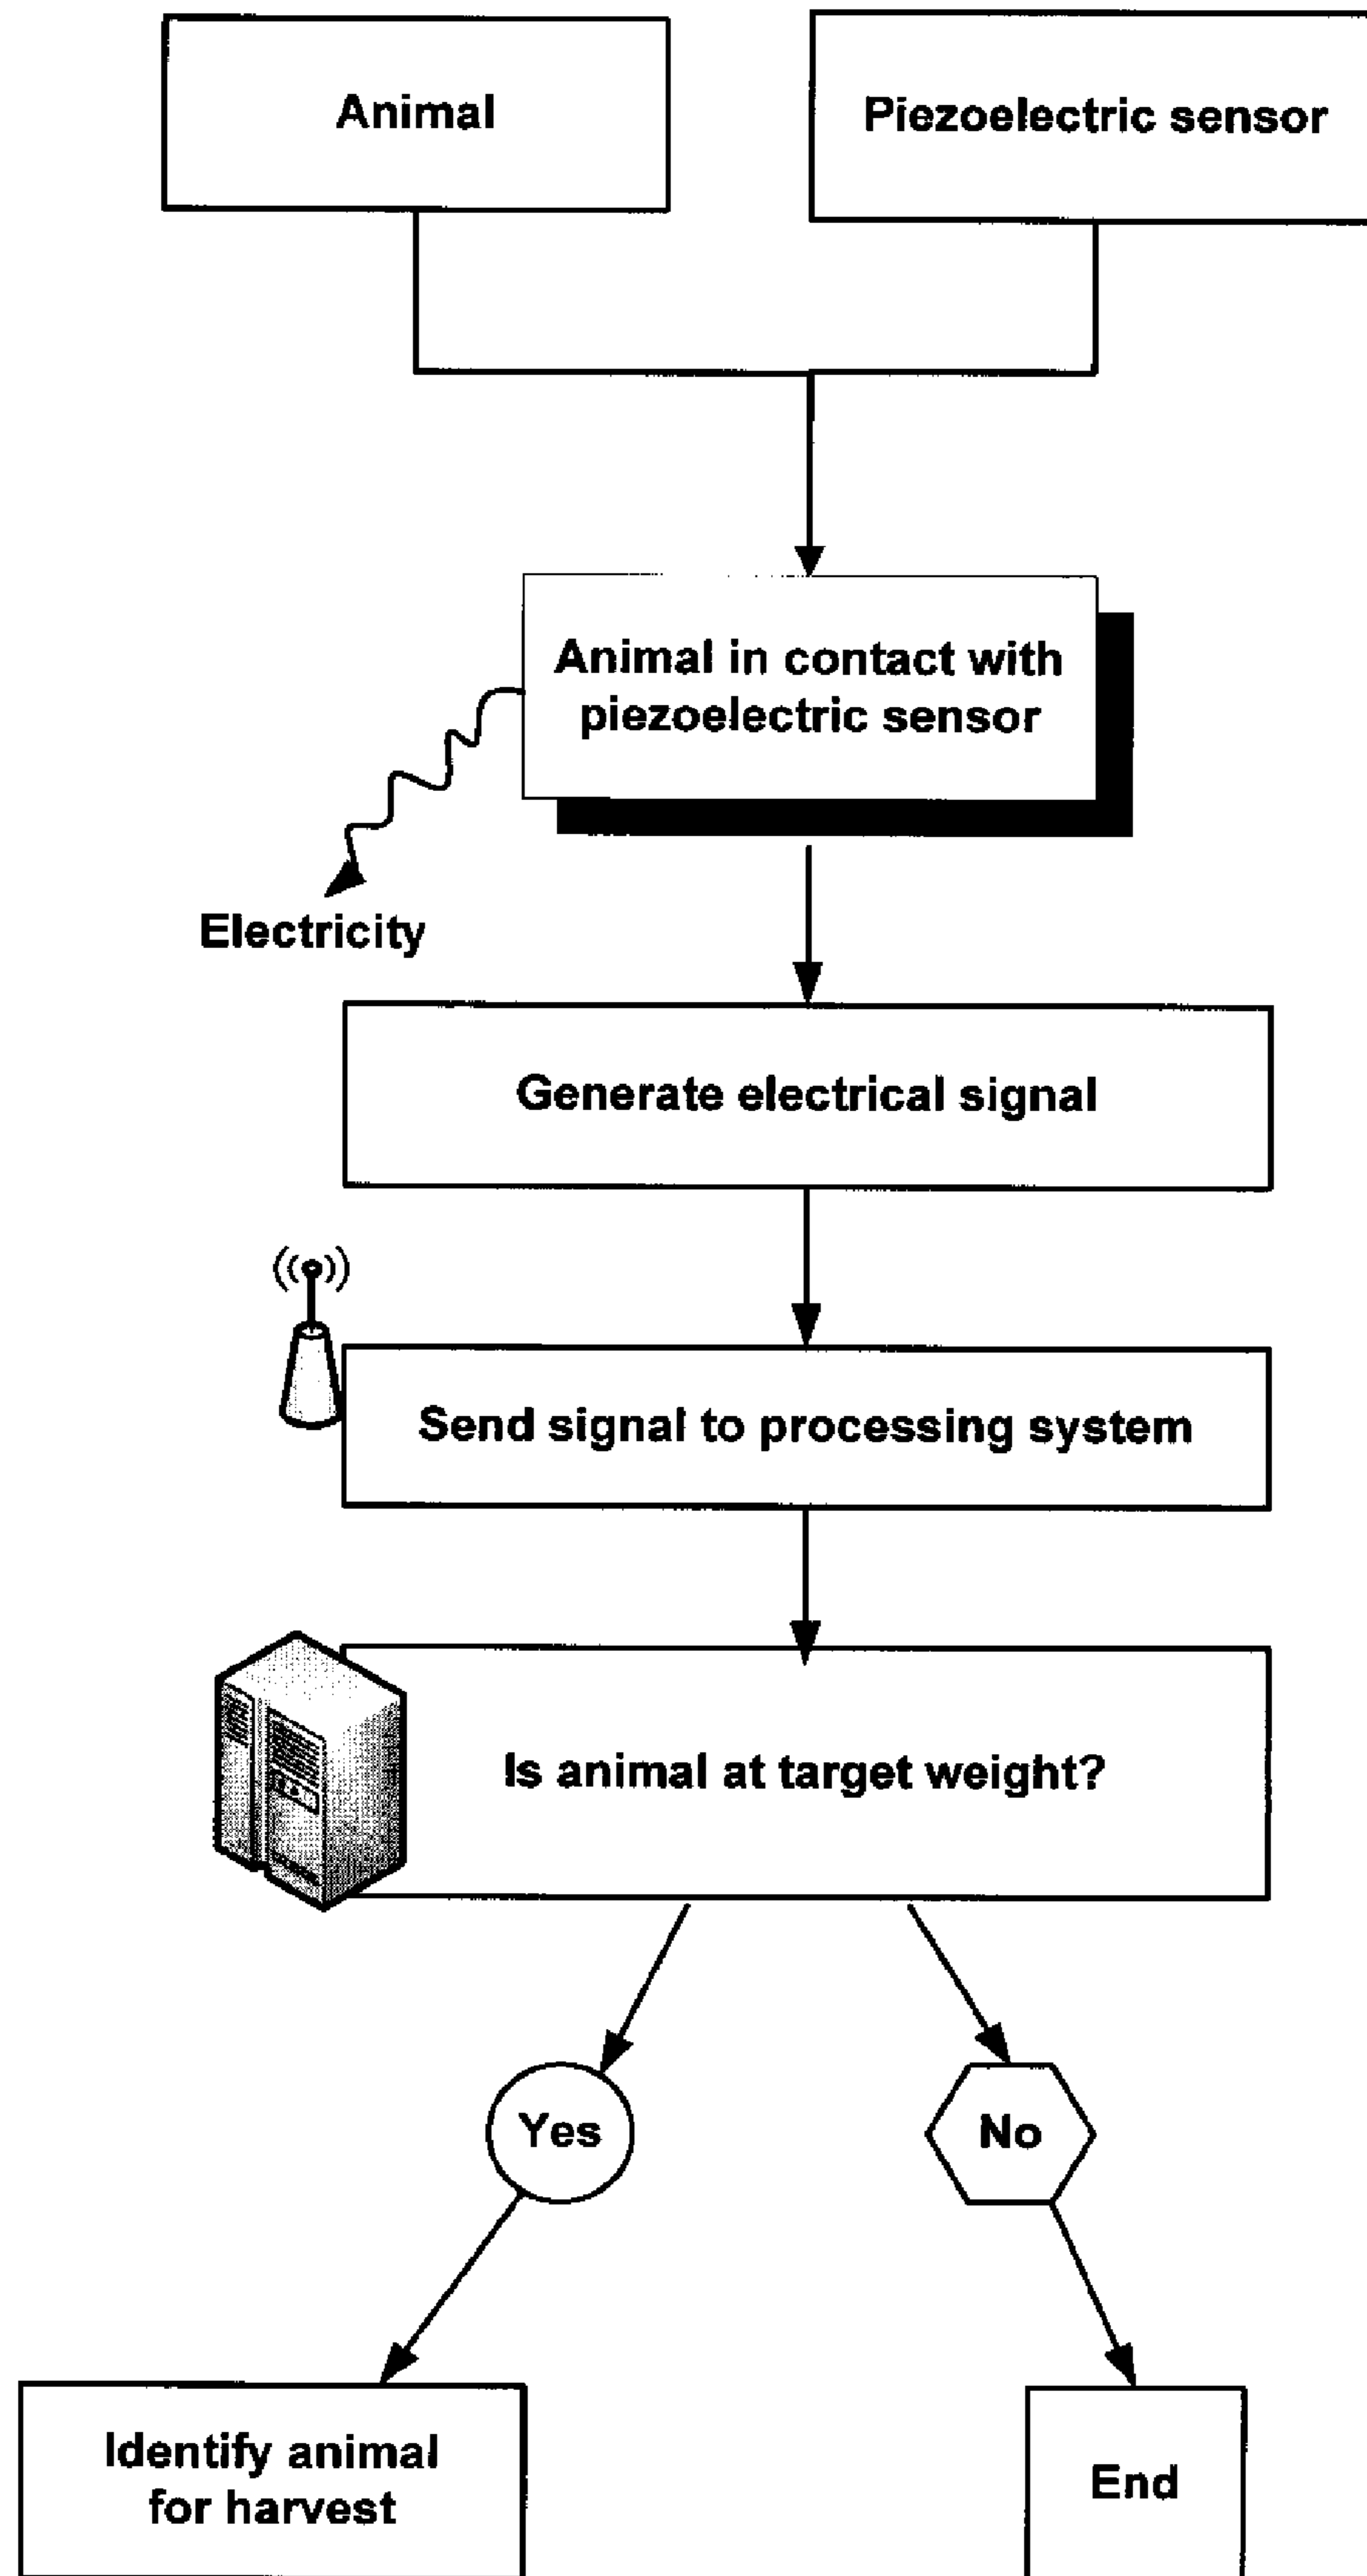 Animal
Piezoelectric sensor
Animal in contact with
piezoelectric sensor
Electricity
Generate electrical signal
Send signal to processing system
Is animal at target weight?
Yes
No
Identify animal
for harvest
End